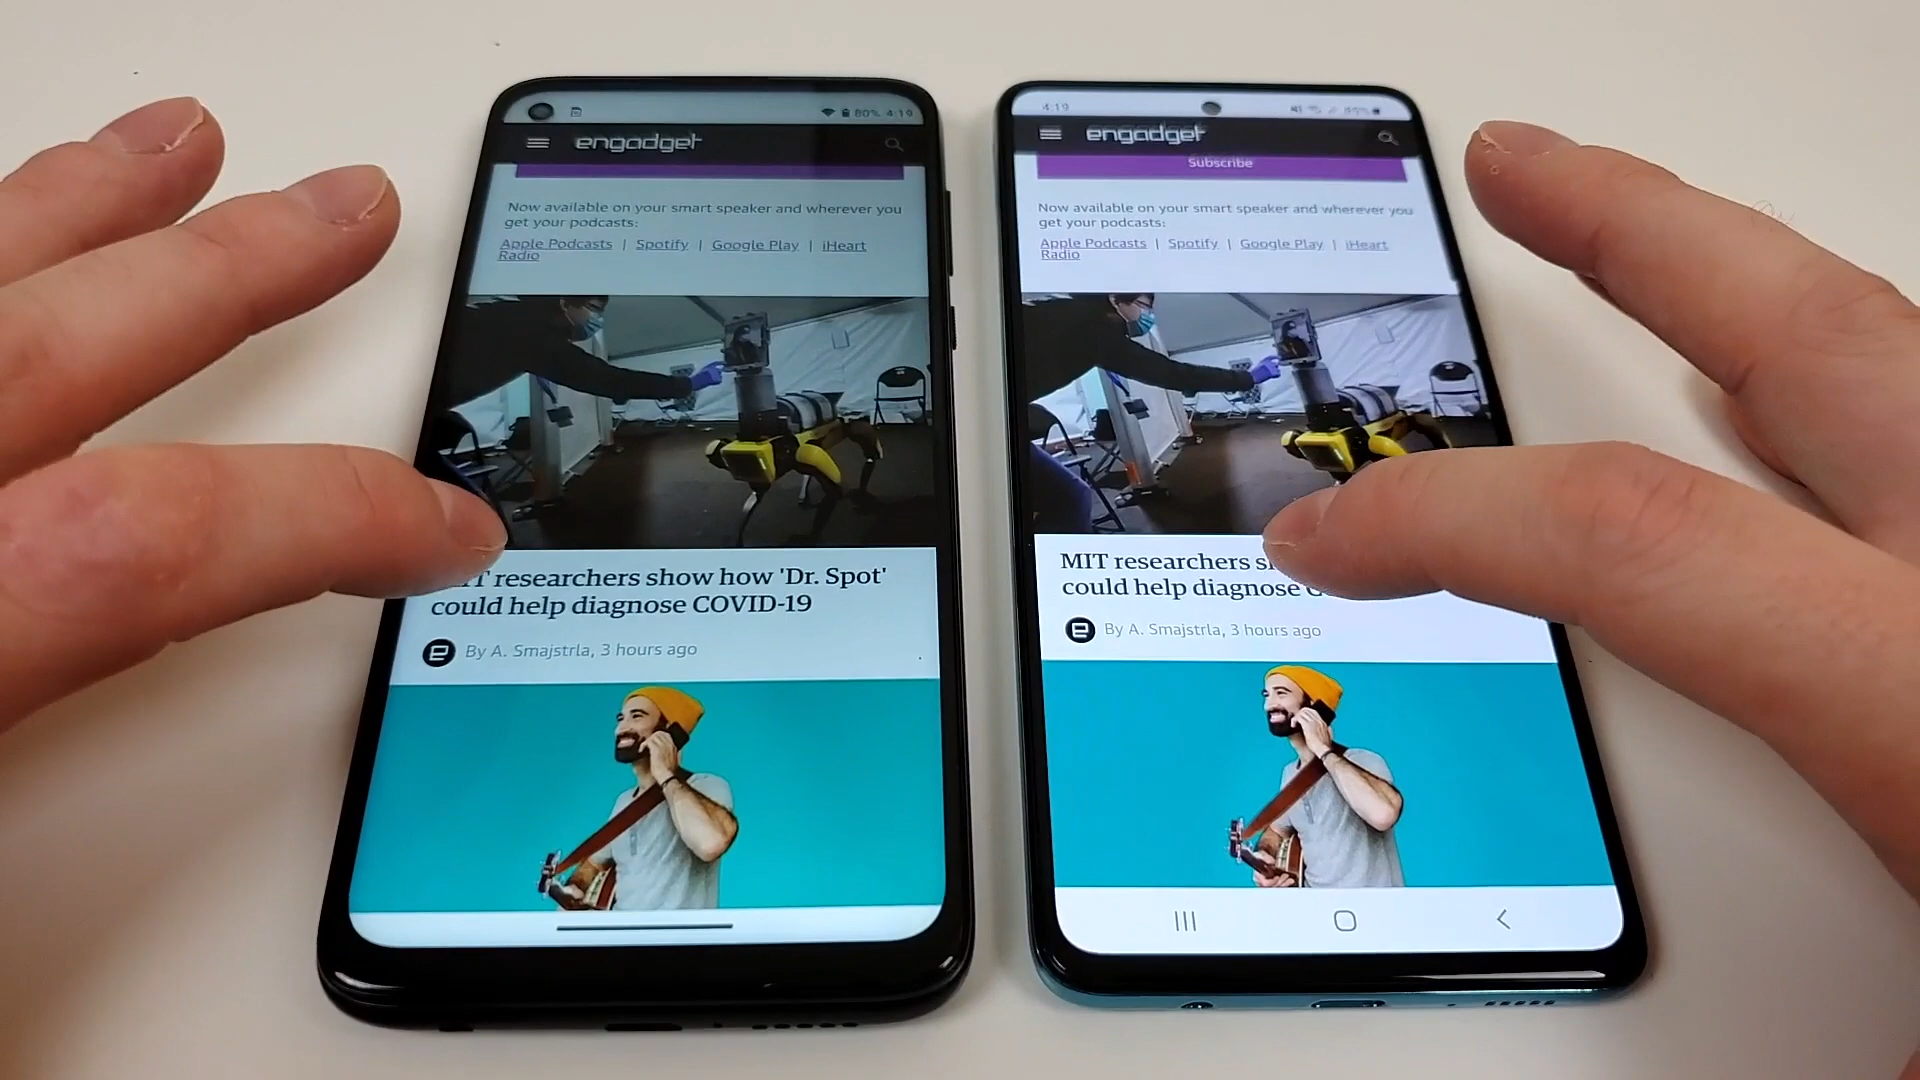 80% 4:19
engadget
Now available on your smart speaker and wherever you
get your podcasts:
Apple Podcasts | Spotify | Google Play | iHeart
Radio
researchers show how 'Dr. Spot'
could help diagnose COVID-19
By A. Smajstrla, 3 hours ago
4:19
engadget
Subscribe
Now available on your smart speaker and wherever you
get your podcasts:
Apple Podcasts | Spotify | Google Play | iHeart
Radio
MIT researchers
could help diagnose
By A. Smajstrla, 3 hours ago